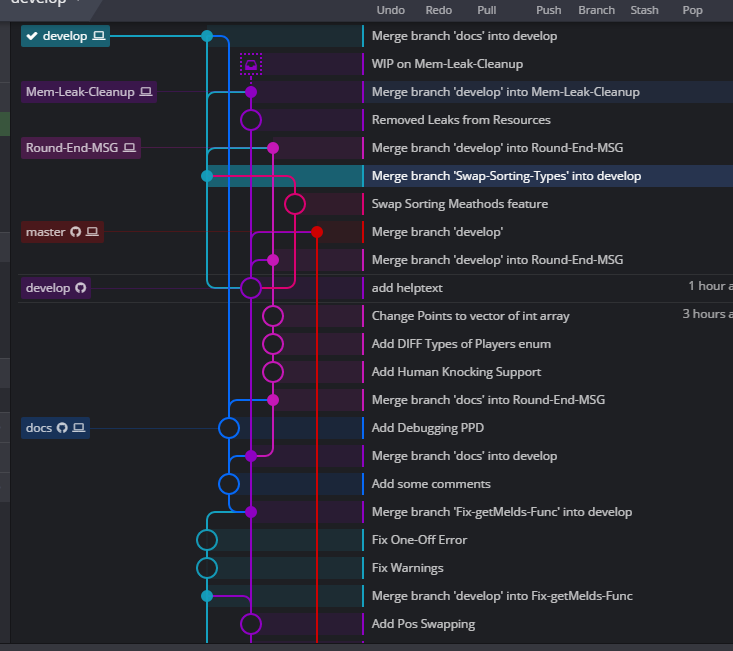 develop
Undo Redo Pull Push Branch Stash Pop
develop Merge branch 'docs' into develop
WIP on Mem-Leak-Cleanup
Mem-Leak-Cleanup Merge branch 'develop' into Mem-Leak-Cleanup
Removed Leaks from Resources
Round-End-MSG Merge branch 'develop' into Round-End-MSG
Merge branch 'Swap-Sorting-Types' into develop
Swap Sorting Meathods feature
master Merge branch 'develop'
Merge branch 'develop' into Round-End-MSG
develop add helptext 1 hour a
Change Points to vector of int array 3 hours a
Add DIFF Types of Players enum
Add Human Knocking Support
Merge branch 'docs' into Round-End-MSG
docs Add Debugging PPD
Merge branch 'docs' into develop
Add some comments
Merge branch 'Fix-getMelds-Func' into develop
Fix One-Off Error
Fix Warnings
Merge branch 'develop' into Fix-getMelds-Func
Add Pos Swapping